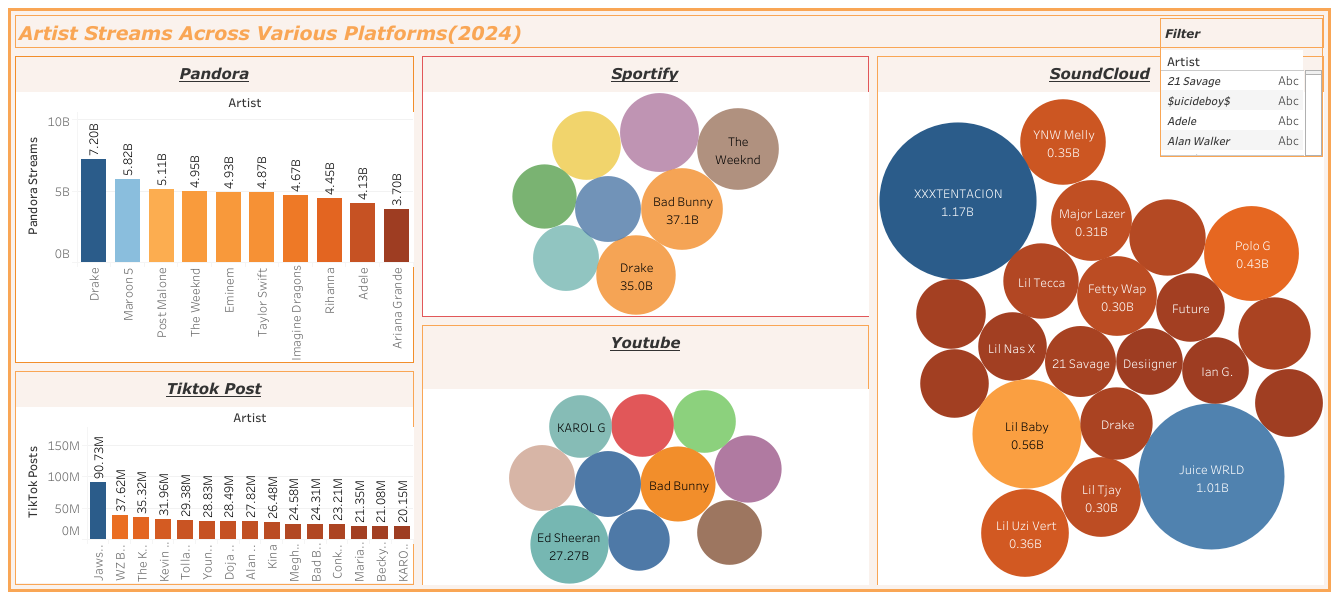 Artist Streams Across Various Platforms(2024)
Filter
Artist
21 Savage Abc
$uicideboy$ Abc
Adele Abc
Alan Walker Abc
Pandora
Artist
Pandora Streams
10B
5B
0B
7.20B
5.82B
5.11B
4.95B
4.93B
4.87B
4.67B
4.45B
4.13B
3.70B
Drake
Maroon 5
Post Malone
The Weeknd
Eminem
Taylor Swift
Imagine Dragons
Rihanna
Adele
Ariana Grande
Tiktok Post
Artist
TikTok Posts
150M
100M
50M
0M
90.73M
37.62M
35.32M
31.96M
29.38M
28.83M
28.49M
27.82M
26.48M
24.58M
24.31M
23.21M
21.35M
21.08M
20.15M
Jaws..
WZ B..
The K..
Kevin ..
Tolla..
Youn..
Doja ..
Alan ..
Kina
Megh..
Bad B..
Conk..
Maria..
Becky..
KARO..
Sportify
The
Weeknd
Bad Bunny
37.1B
Drake
35.0B
Youtube
KAROL G
Bad Bunny
Ed Sheeran
27.27B
SoundCloud
YNW Melly
0.35B
XXXTENTACION
1.17B
Major Lazer
0.31B
Polo G
0.43B
Lil Tecca
Fetty Wap
0.30B
Future
Lil Nas X
21 Savage
Desiigner
Ian G.
Lil Baby
0.56B
Drake
Juice WRLD
1.01B
Lil Tjay
0.30B
Lil Uzi Vert
0.36B